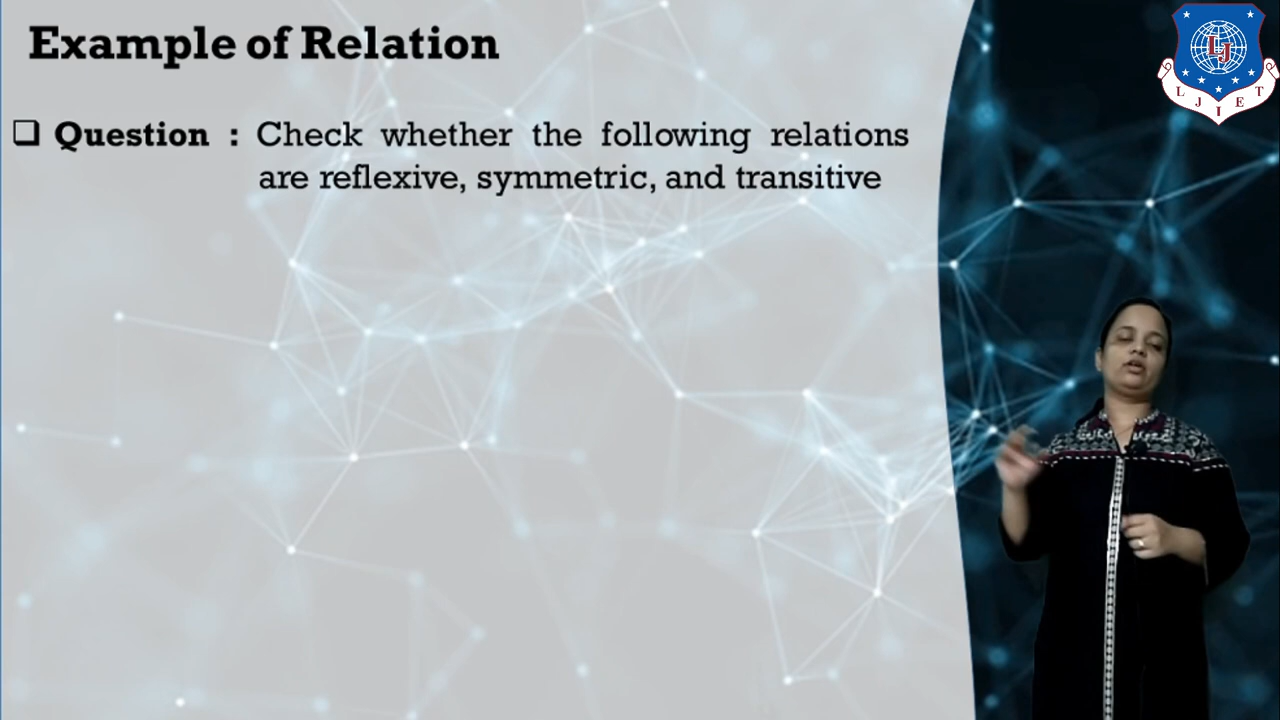 Example of Relation
❑ Question : Check whether the following relations
are reflexive, symmetric, and transitive
LJ
L J I E T